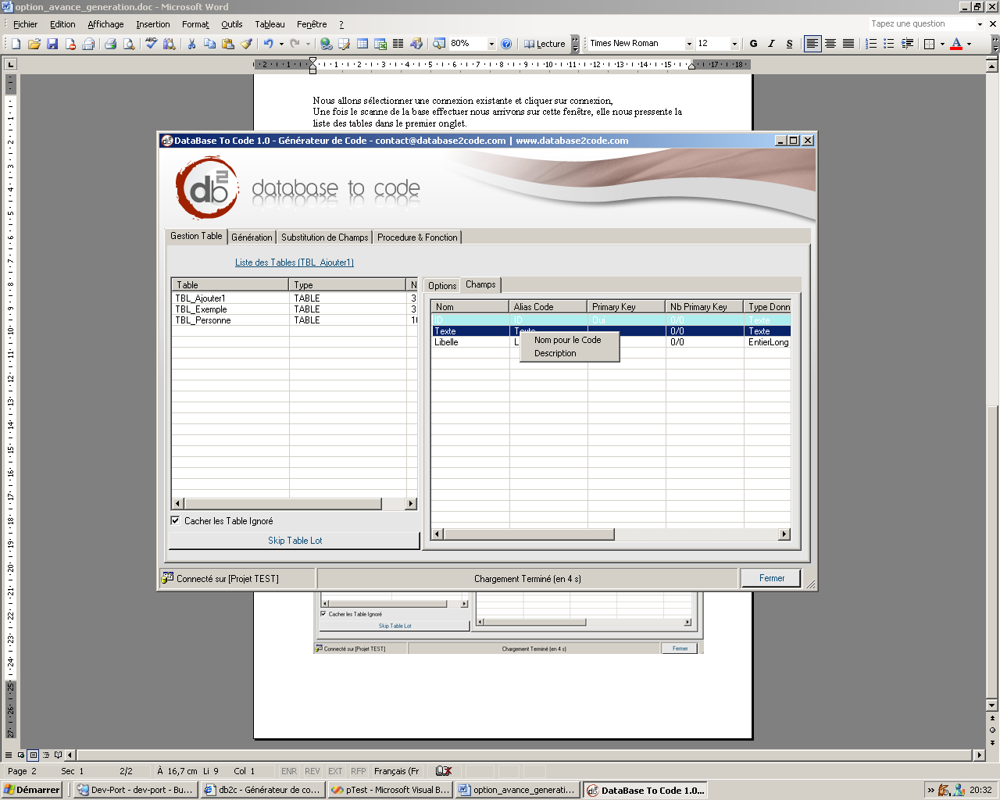 option_avance_generation.doc - Microsoft Word
Fichier Edition Affichage Insertion Format Outils Tableau Fenêtre ? Tapez une question
80% Lecture Times New Roman 12 G I S
Nous allons sélectionner une connexion existante et cliquer sur connexion,
Une fois le scanne de la base effectuer nous arrivons sur cette fenêtre, elle nous pressente la
liste des tables dans le premier onglet.
DataBase To Code 1.0 - Générateur de Code - contact@database2code.com | www.database2code.com
db2 database to code
Gestion Table Génération Substitution de Champs Procedure & Fonction
Liste des Tables (TBL_Ajouter1)
Table Type N
TBL_Ajouter1 TABLE 3
TBL_Exemple TABLE 3
TBL_Personne TABLE 1
Cacher les Table Ignoré
Skip Table Lot
Options Champs
Nom Alias Code Primary Key Nb Primary Key Type Donn
ID ID Oui 0/0 Texte
Texte Texte 0/0 Texte
Libelle L 0/0 EntierLong
Nom pour le Code
Description
Connecté sur [Projet TEST] Chargement Terminé (en 4 s) Fermer
Cacher les Table Ignoré
Skip Table Lot
Connecté sur [Projet TEST] Chargement Terminé (en 4 s) Fermer
Page 2 Sec 1 2/2 À 16,7 cm Li 9 Col 1 ENR REV EXT RFP Français (Fr
Démarrer Dev-Port - dev-port - Bu... db2c - Générateur de co... pTest - Microsoft Visual B... option_avance_generati... DataBase To Code 1.0... 20:32